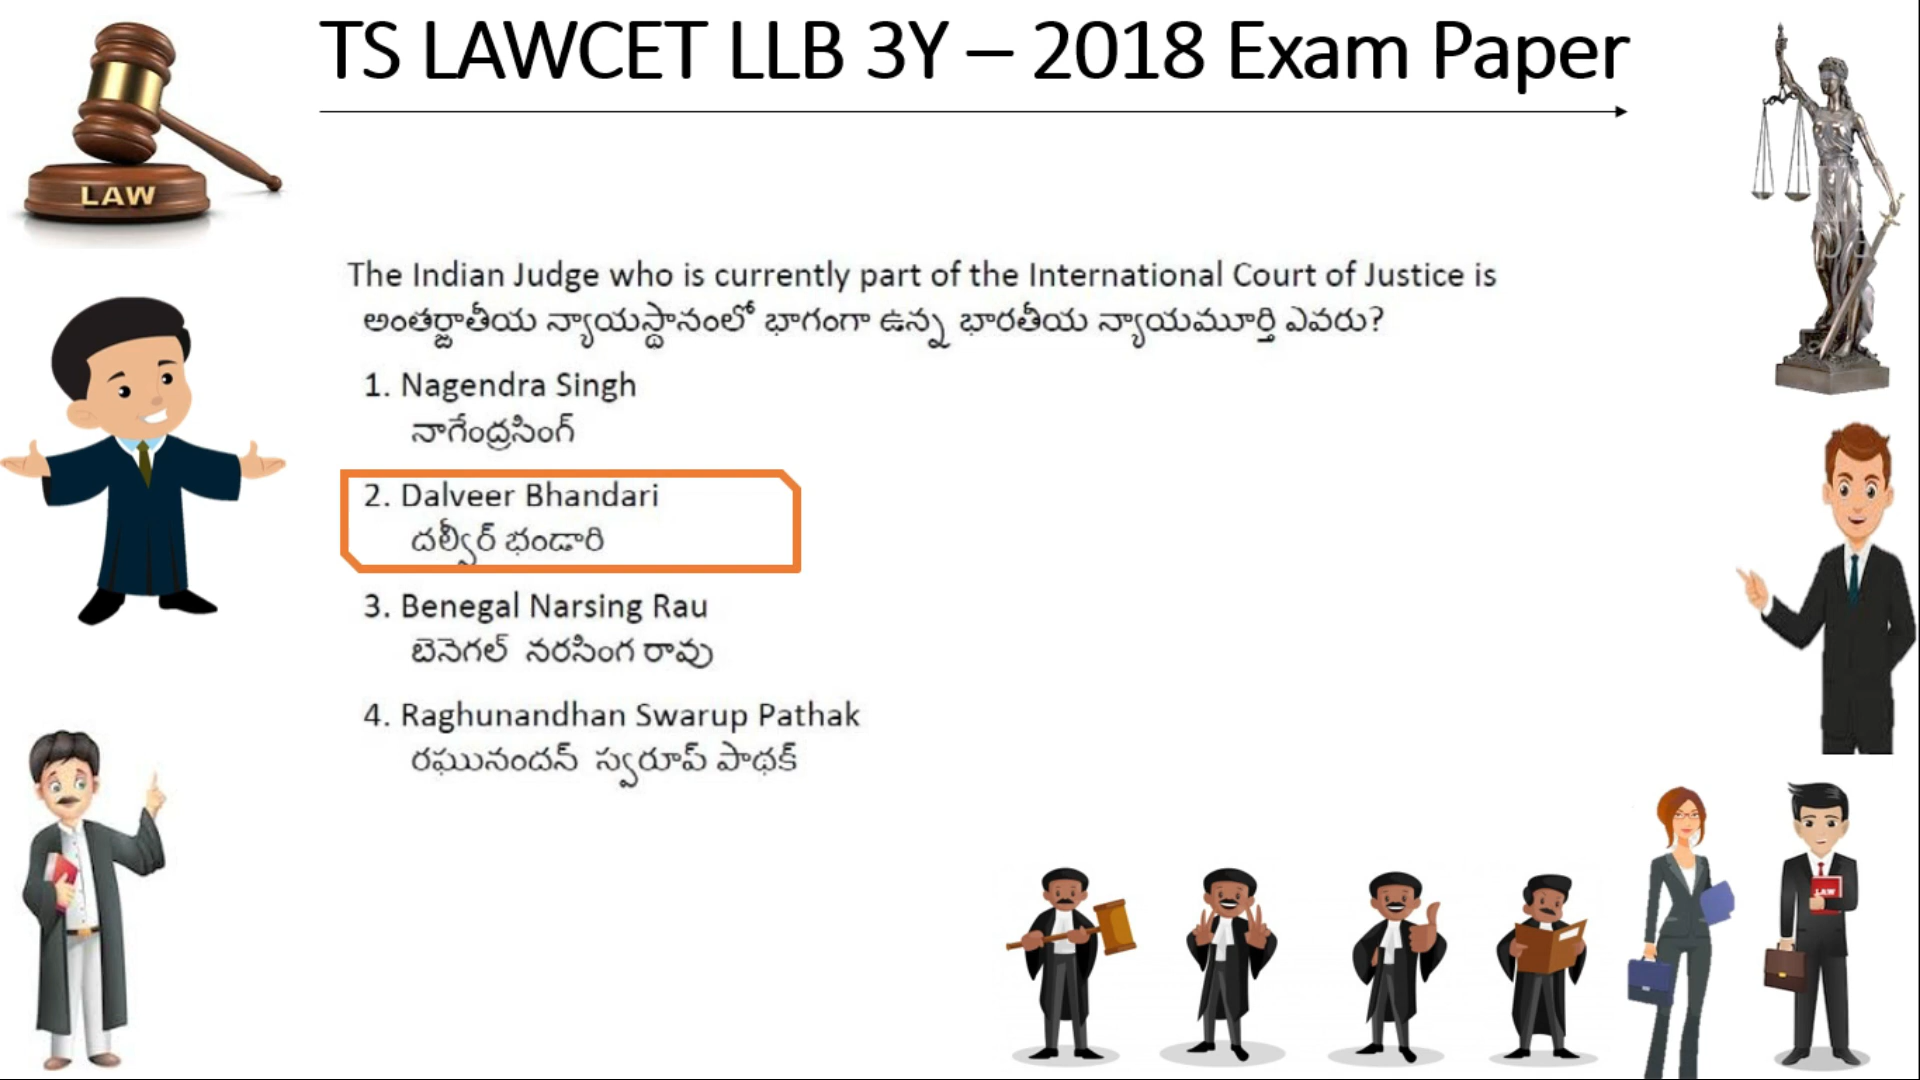 TS LAWCET LLB 3Y – 2018 Exam Paper
LAW
The Indian Judge who is currently part of the International Court of Justice is
అంతర్జాతీయ న్యాయస్థానంలో భాగంగా ఉన్న భారతీయ న్యాయమూర్తి ఎవరు?
1. Nagendra Singh
నాగేంద్రసింగ్
2. Dalveer Bhandari
దల్వీర్ భండారి
3. Benegal Narsing Rau
బెనెగల్ నరసింగ రావు
4. Raghunandhan Swarup Pathak
రఘునందన్ స్వరూప్ పాఠక్
LAW